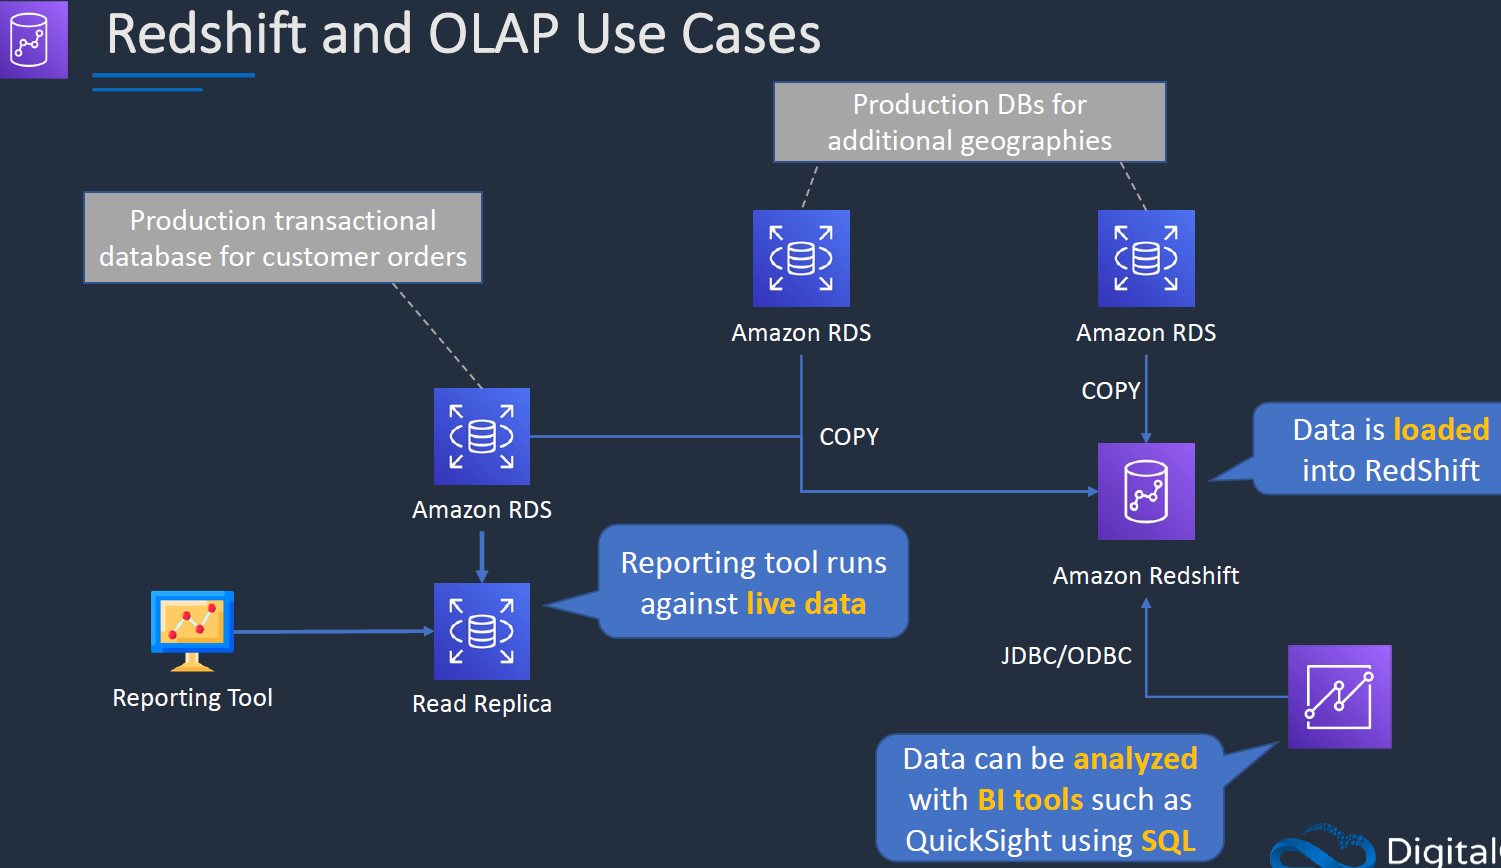 Redshift and OLAP Use Cases
Production DBs for
additional geographies
Production transactional
database for customer orders
Amazon RDS
Amazon RDS
COPY
COPY
Data is loaded
into RedShift
Amazon RDS
Reporting tool runs
against live data
Amazon Redshift
JDBC/ODBC
Reporting Tool
Read Replica
Data can be analyzed
with BI tools such as
QuickSight using SQL
Digital